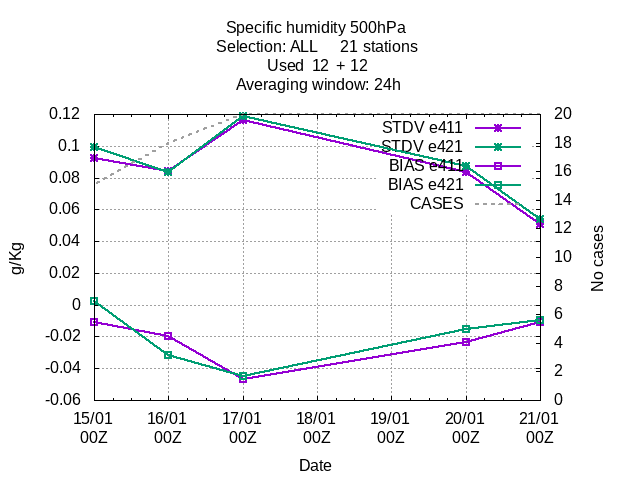 Specific humidity 500hPa
Selection: ALL 21 stations
Used 12 + 12
Averaging window: 24h
0.12
0.1
0.08
0.06
0.04
0.02
0
-0.02
-0.04
-0.06
g/Kg
STDV e411
STDV e421
BIAS e411
BIAS e421
CASES
20
18
16
14
12
10
8
6
4
2
0
No cases
15/01 16/01 17/01 18/01 19/01 20/01 21/01
00Z 00Z 00Z 00Z 00Z 00Z 00Z
Date